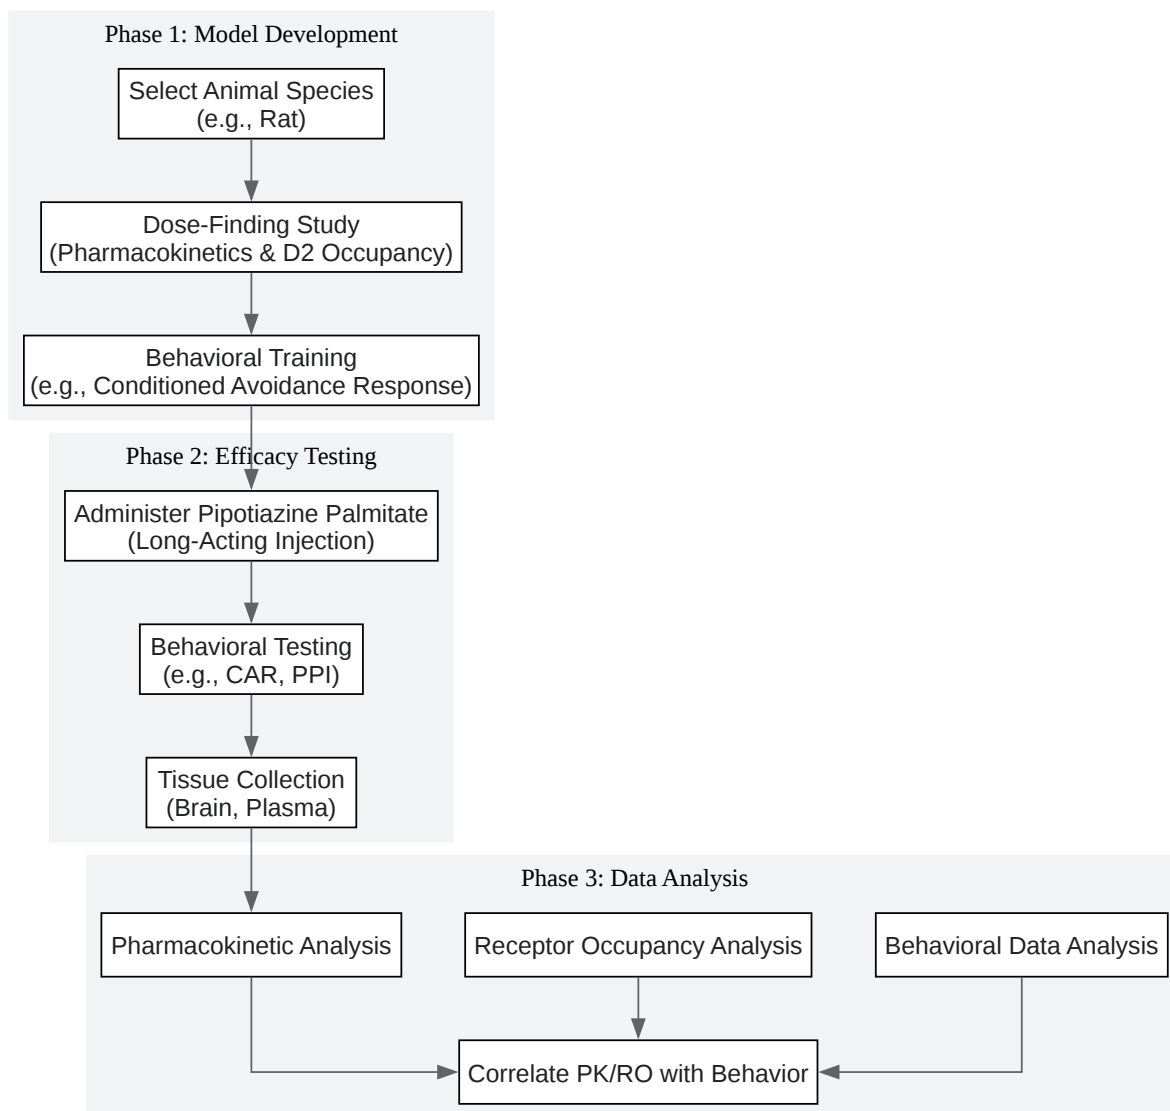 Phase 1: Model Development
Select Animal Species
(e.g., Rat)
Dose-Finding Study
(Pharmacokinetics & D2 Occupancy)
Behavioral Training
(e.g., Conditioned Avoidance Response)
Phase 2: Efficacy Testing
Administer Pipotiazine Palmitate
(Long-Acting Injection)
Behavioral Testing
(e.g., CAR, PPI)
Tissue Collection
(Brain, Plasma)
Phase 3: Data Analysis
Pharmacokinetic Analysis
Receptor Occupancy Analysis
Behavioral Data Analysis
Correlate PK/RO with Behavior